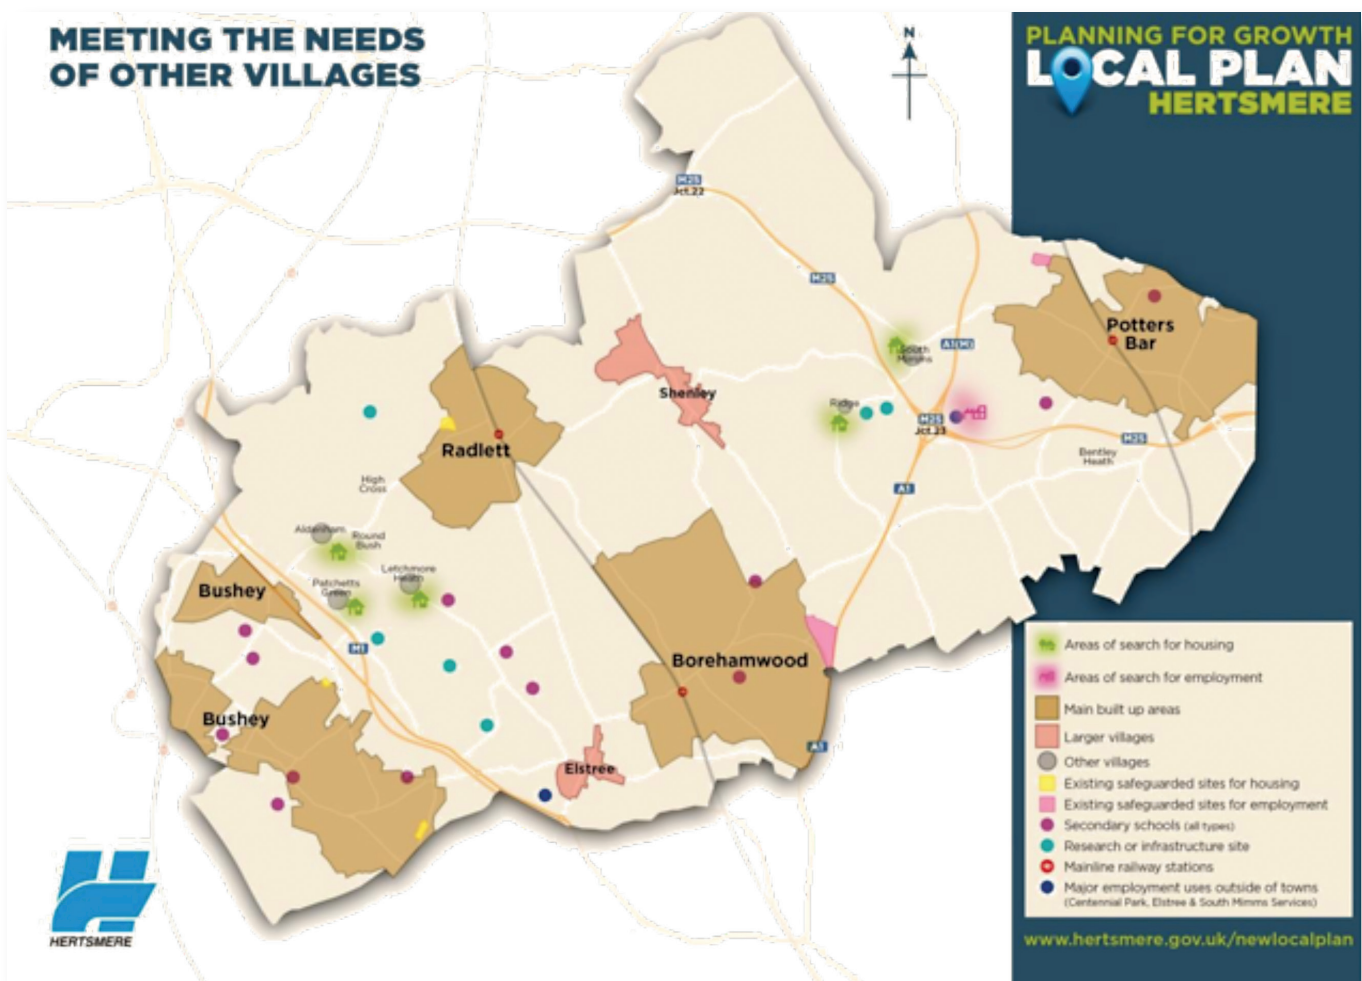 MEETING THE NEEDS
OF OTHER VILLAGES
N
PLANNING FOR GROWTH
LOCAL PLAN
HERTSMERE
M25
Jct.22
M25
South
Mimms
A1(M)
Potters
Bar
Shenley
Ridge
M25
Jct.23
M25
Bentley
Heath
Radlett
High
Cross
A1
Aldenham
Round
Bush
Letchmore
Heath
Patchetts
Green
Bushey
M1
Borehamwood
Bushey
A1
Elstree
Areas of search for housing
Areas of search for employment
Main built up areas
Larger villages
Other villages
Existing safeguarded sites for housing
Existing safeguarded sites for employment
Secondary schools (all types)
Research or infrastructure site
Mainline railway stations
Major employment uses outside of towns
(Centennial Park, Elstree & South Mimms Services)
HERTSMERE
www.hertsmere.gov.uk/newlocalplan